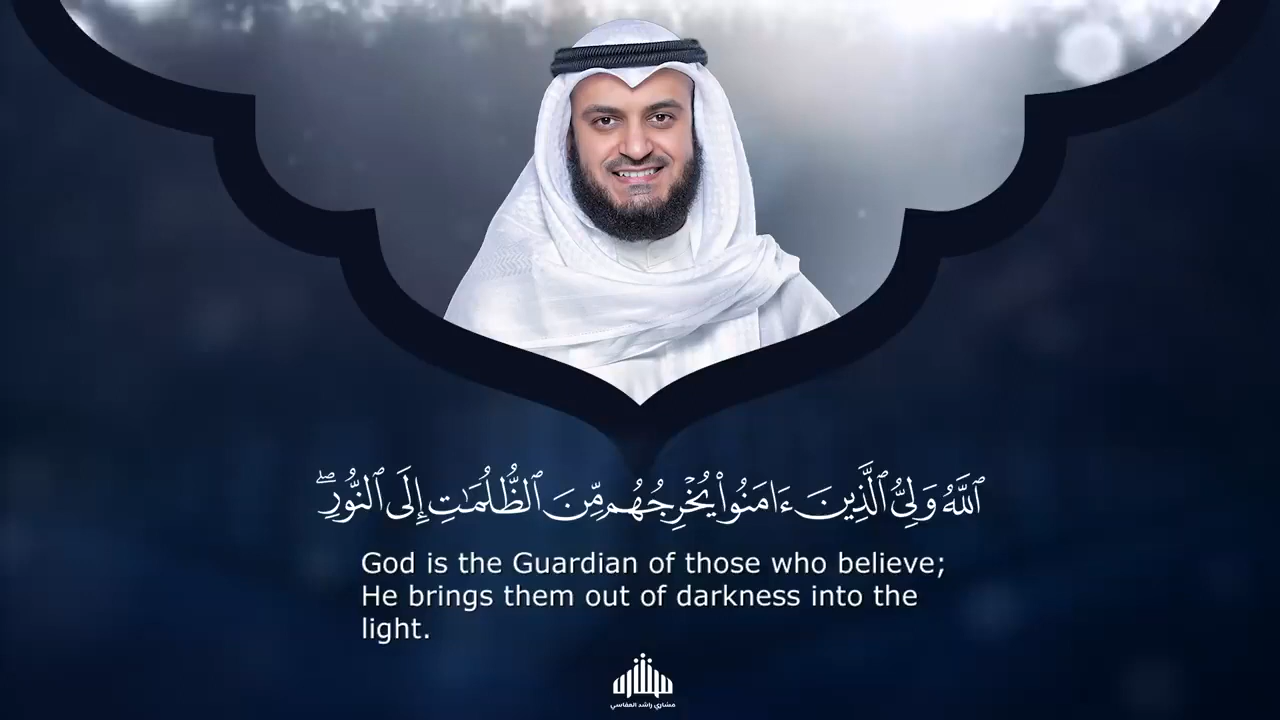 ٱللَّهُ وَلِىُّ ٱلَّذِينَ ءَامَنُوا۟ يُخْرِجُهُم مِّنَ ٱلظُّلُمَـٰتِ إِلَى ٱلنُّورِ ۖ
God is the Guardian of those who believe;
He brings them out of darkness into the
light.
مشاري
مشاري راشد العفاسي